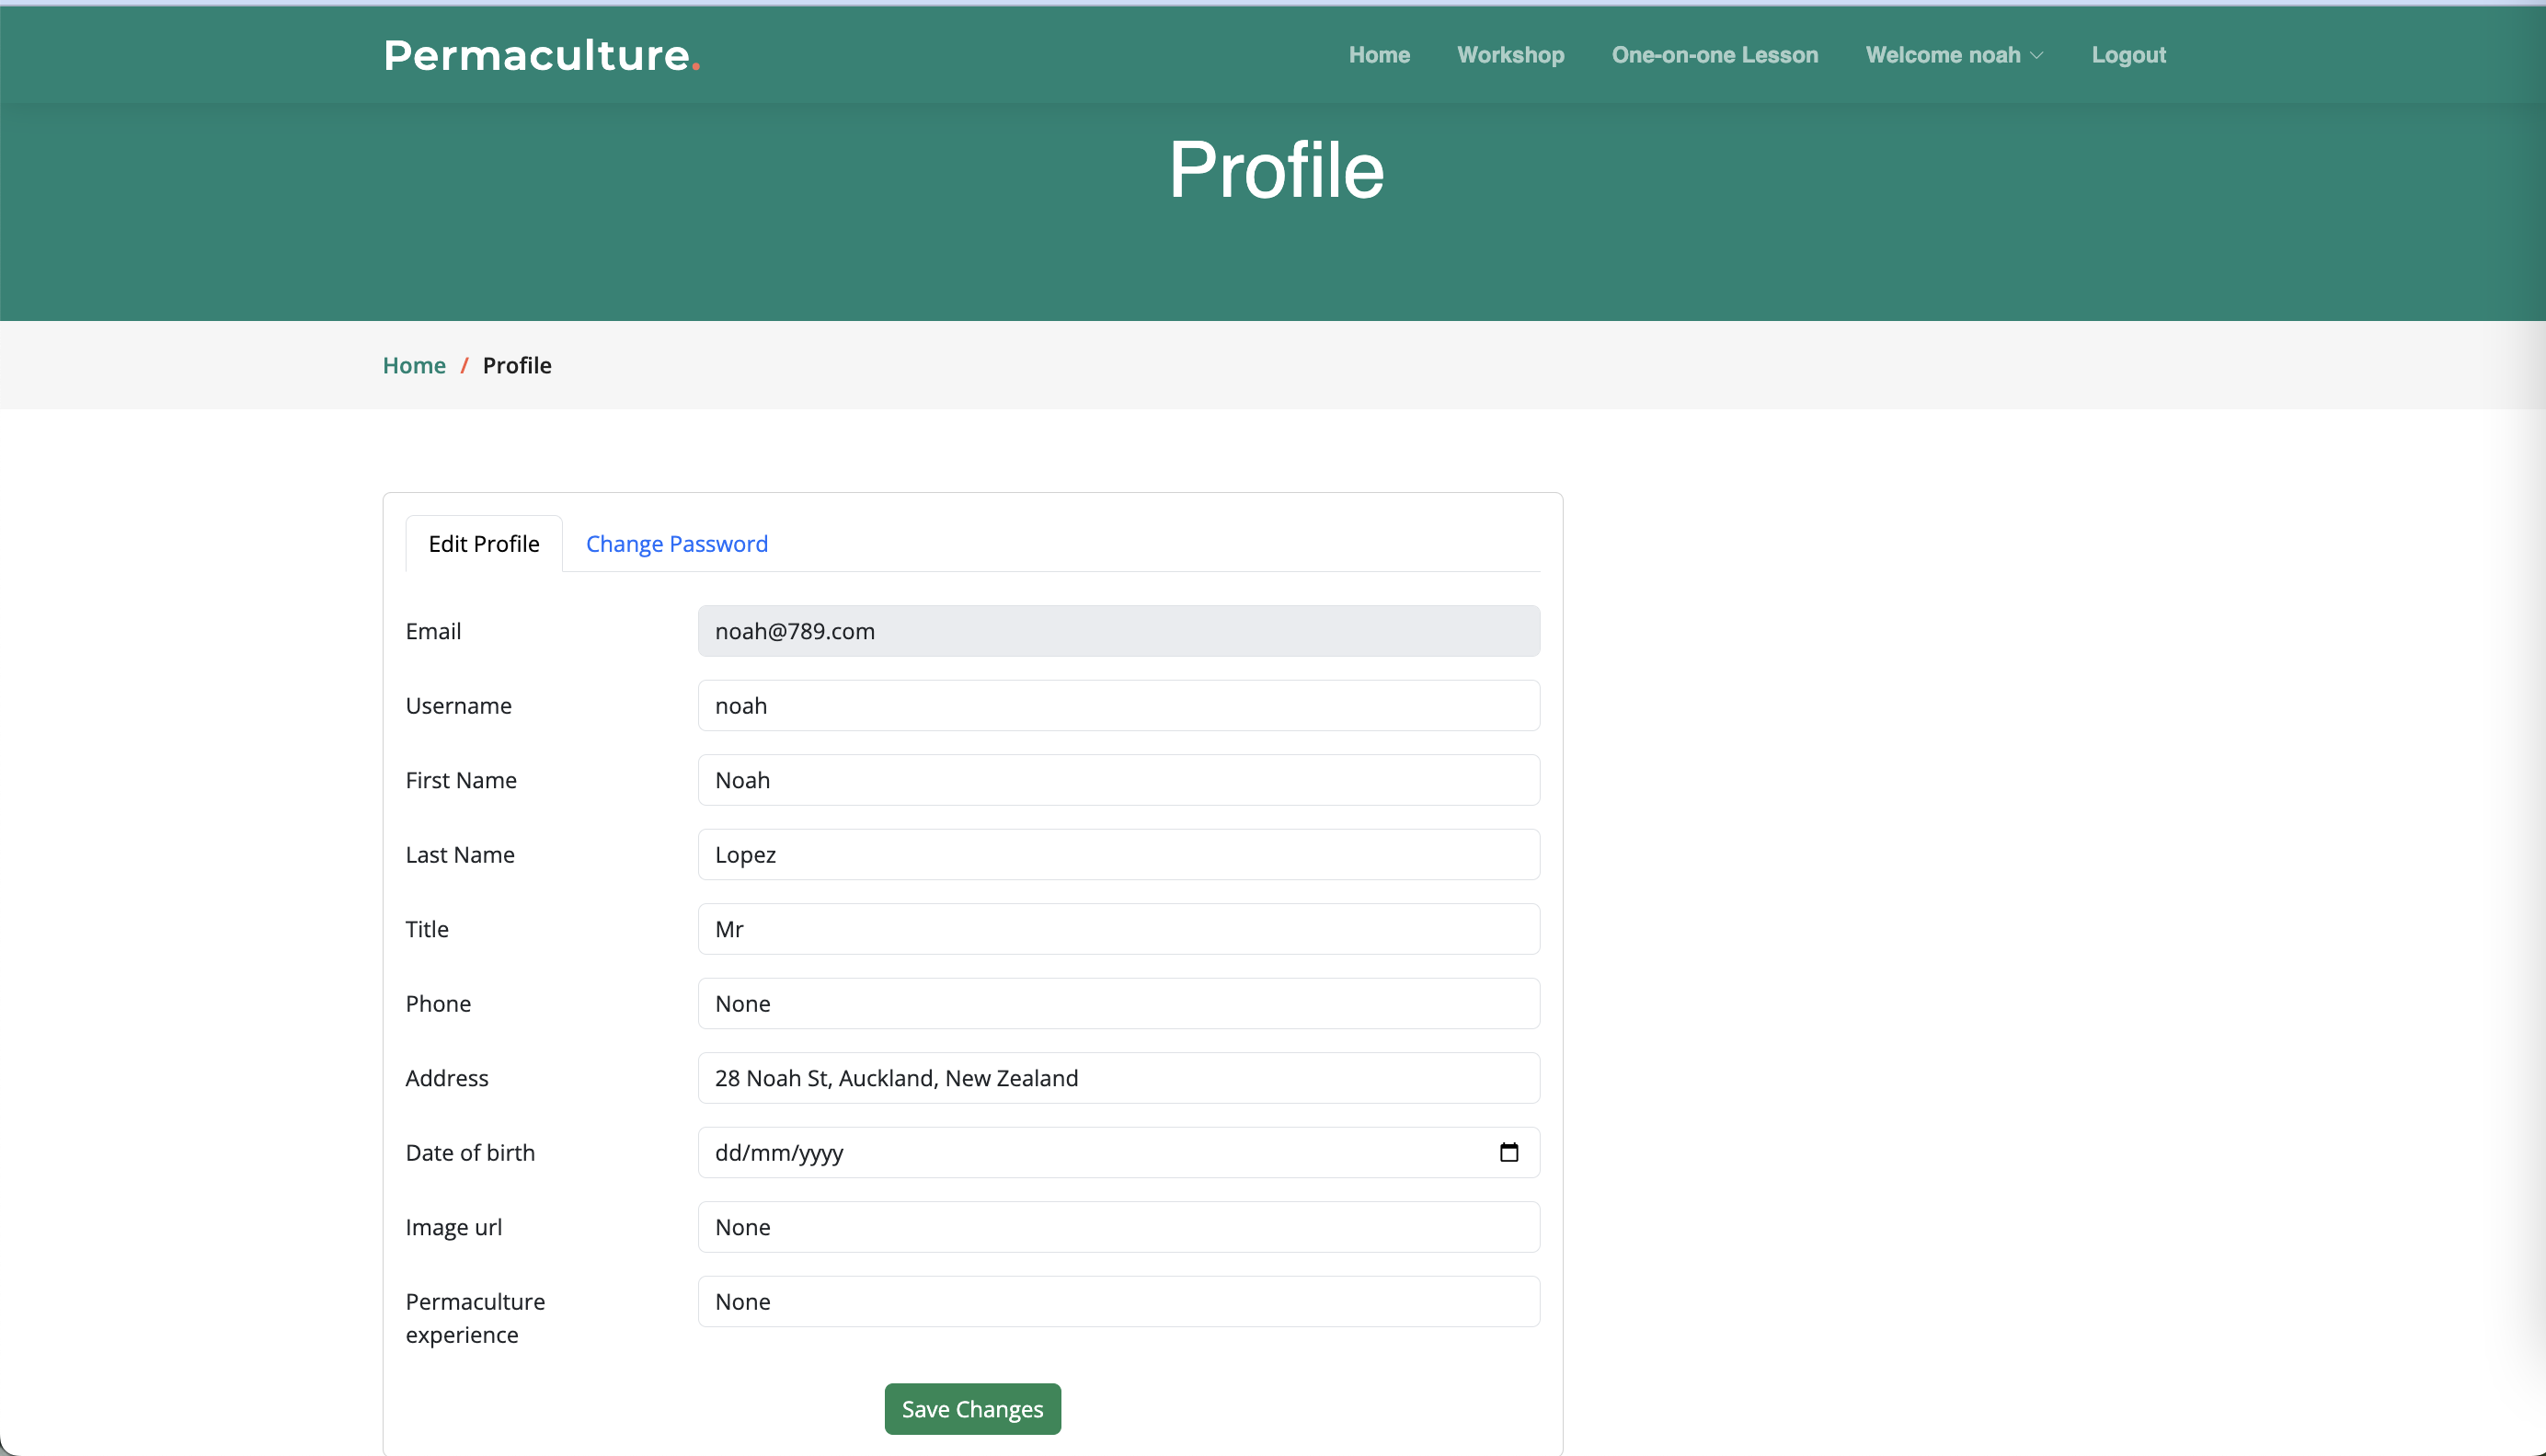 Permaculture.
Home Workshop One-on-one Lesson Welcome noah Logout
Profile
Home / Profile
Edit Profile Change Password
Email noah@789.com
Username noah
First Name Noah
Last Name Lopez
Title Mr
Phone None
Address 28 Noah St, Auckland, New Zealand
Date of birth dd/mm/yyyy
Image url None
Permaculture None
experience
Save Changes